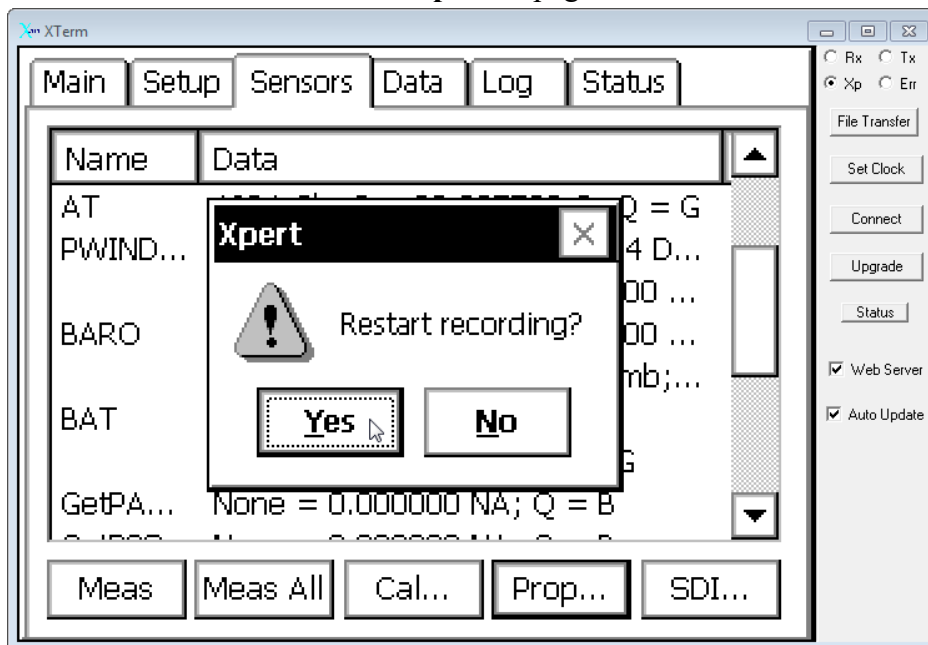 XTerm
Main Setup Sensors Data Log Status
Name Data
AT Q = G
PWIND... 4 D...
00 ...
BARO 00 ...
mb;...
BAT
G
GetPA... None = 0.000000 NA; Q = B
Xpert
Restart recording?
Yes No
Meas Meas All Cal... Prop... SDI...
Rx Tx
Xp Err
File Transfer
Set Clock
Connect
Upgrade
Status
Web Server
Auto Update